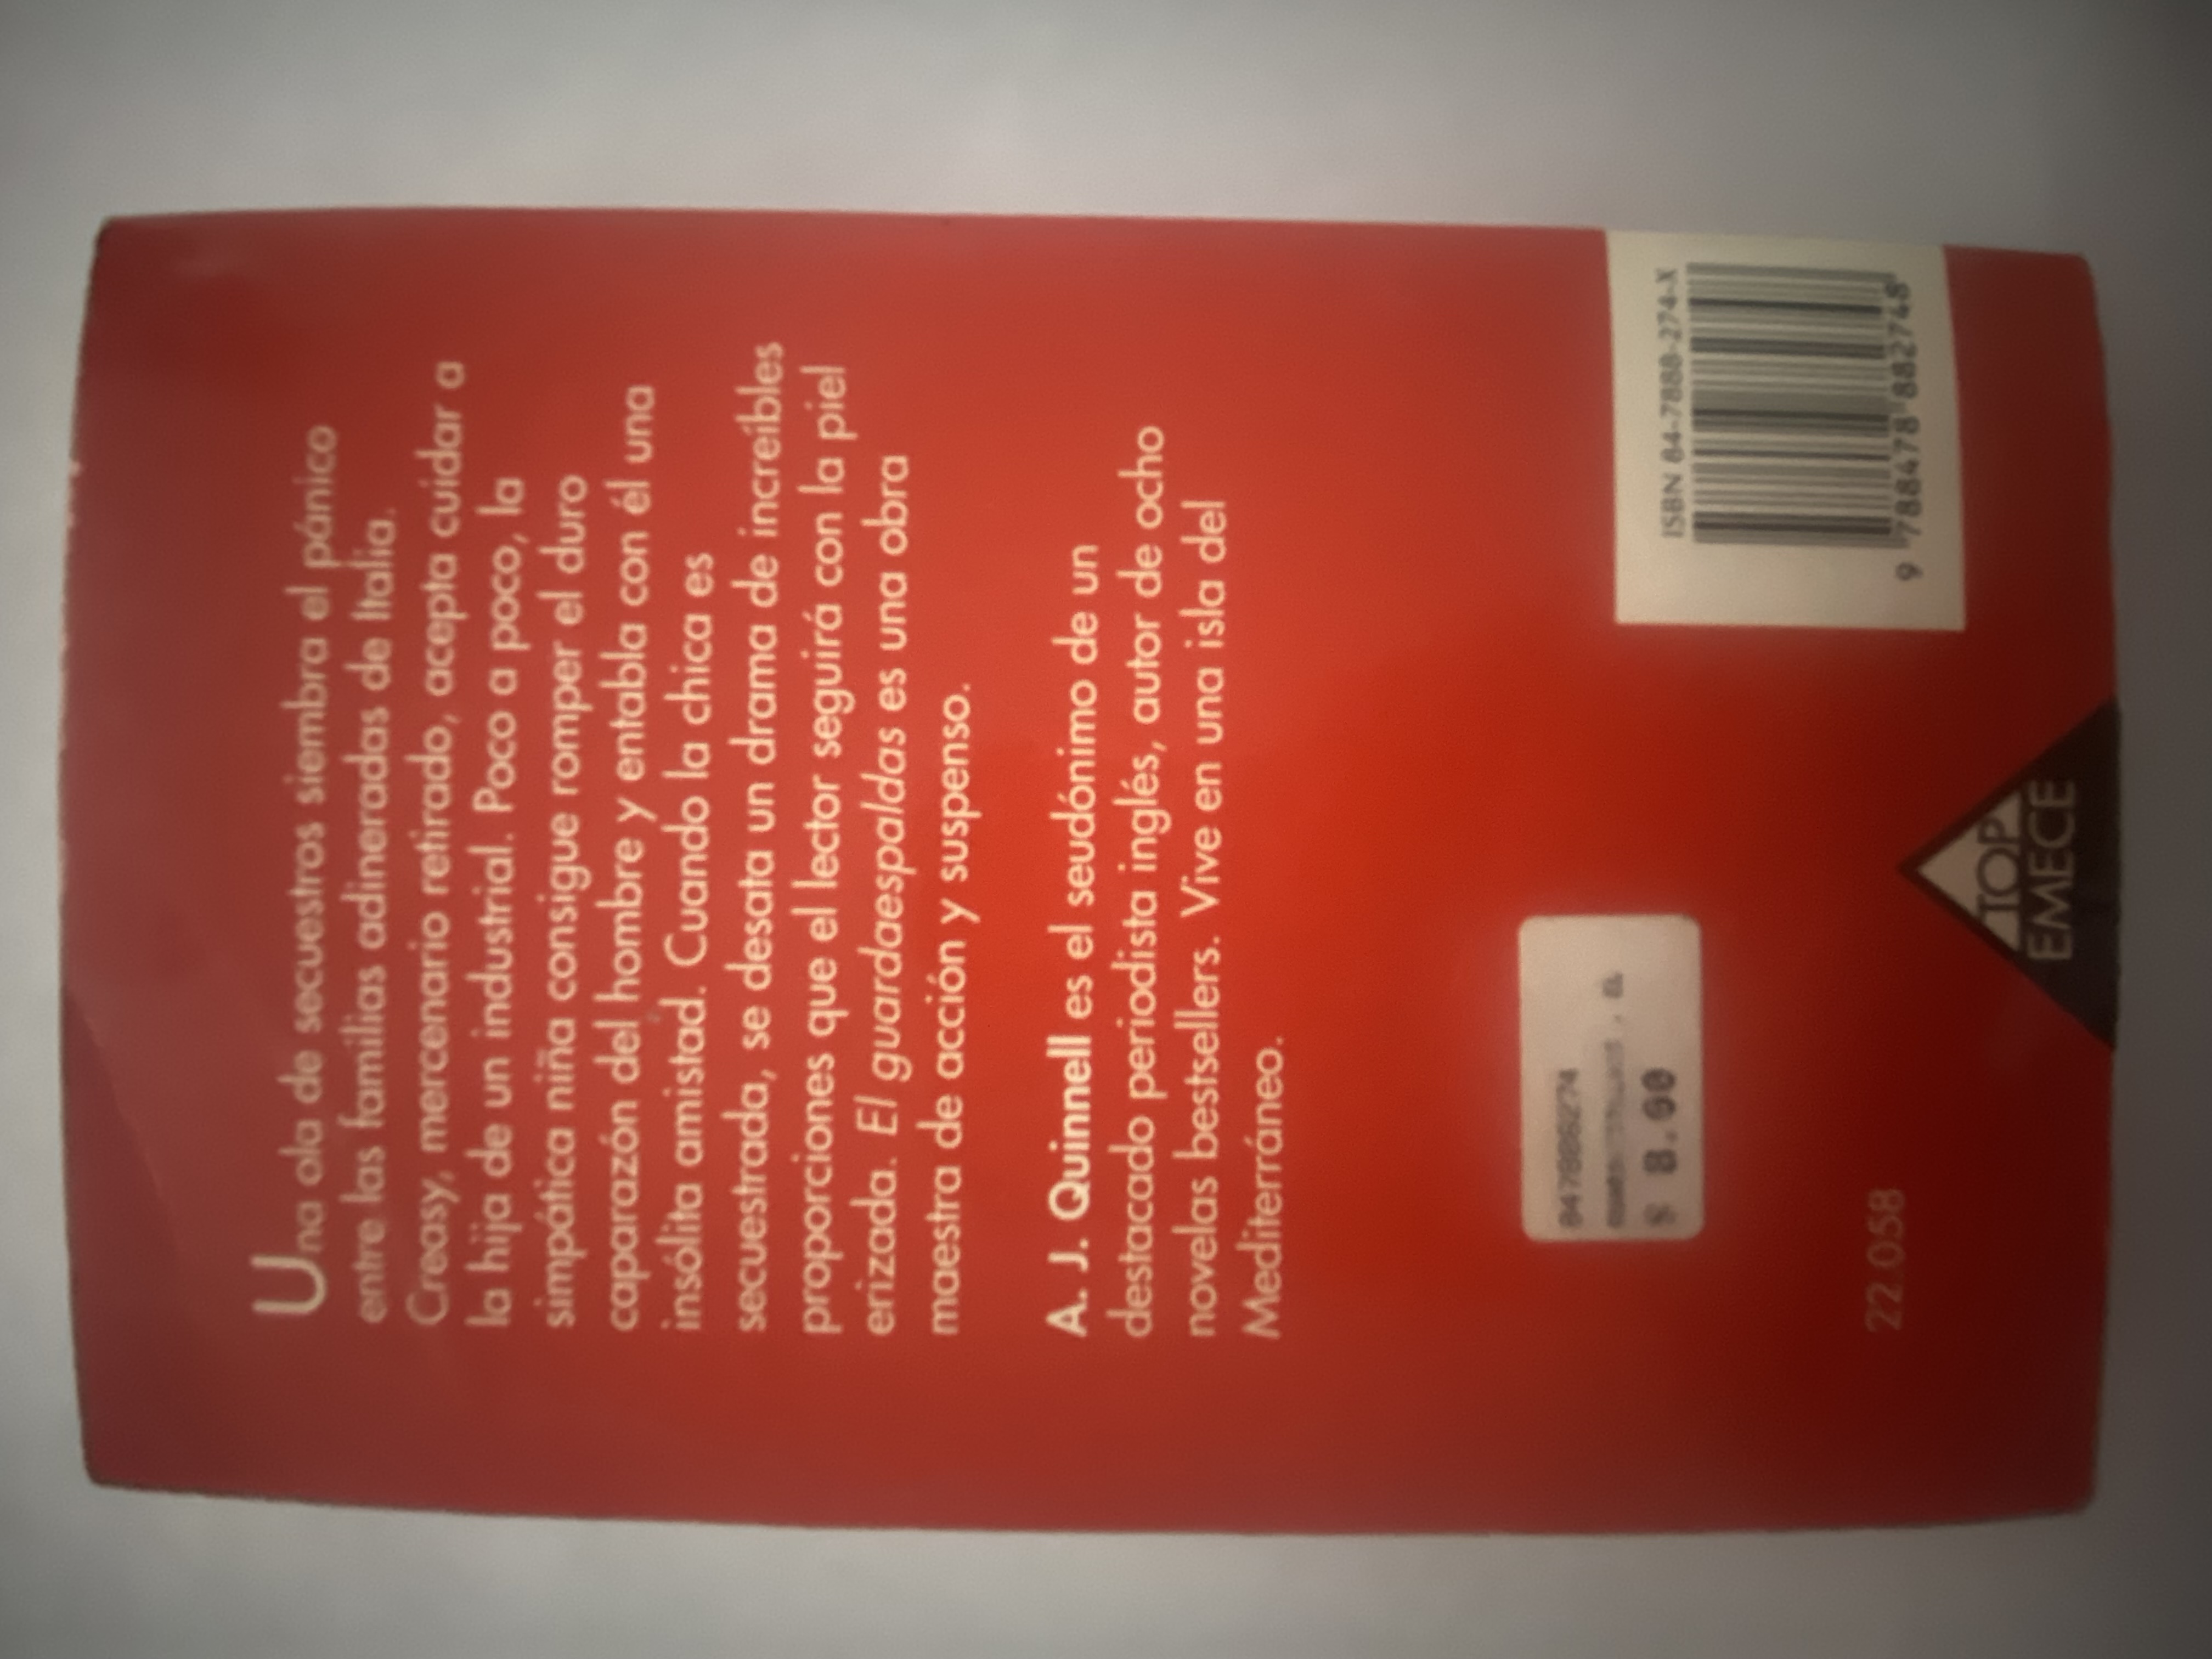 Una ola de secuestros siembra el pánico
entre las familias adineradas de Italia.
Creasy, mercenario retirado, acepta cuidar a
la hija de un industrial. Poco a poco, la
simpática niña consigue romper el duro
caparazón del hombre y entabla con él una
insólita amistad. Cuando la chica es
secuestrada, se desata un drama de increíbles
proporciones que el lector seguirá con la piel
erizada. El guardaespaldas es una obra
maestra de acción y suspenso.
A. J. Quinnell es el seudónimo de un
destacado periodista inglés, autor de ocho
novelas bestsellers. Vive en una isla del
Mediterráneo.
847888274
$ 8.00
ISBN 84-7888-274-X
9 788478 882748
22.058
TOP
EMECE